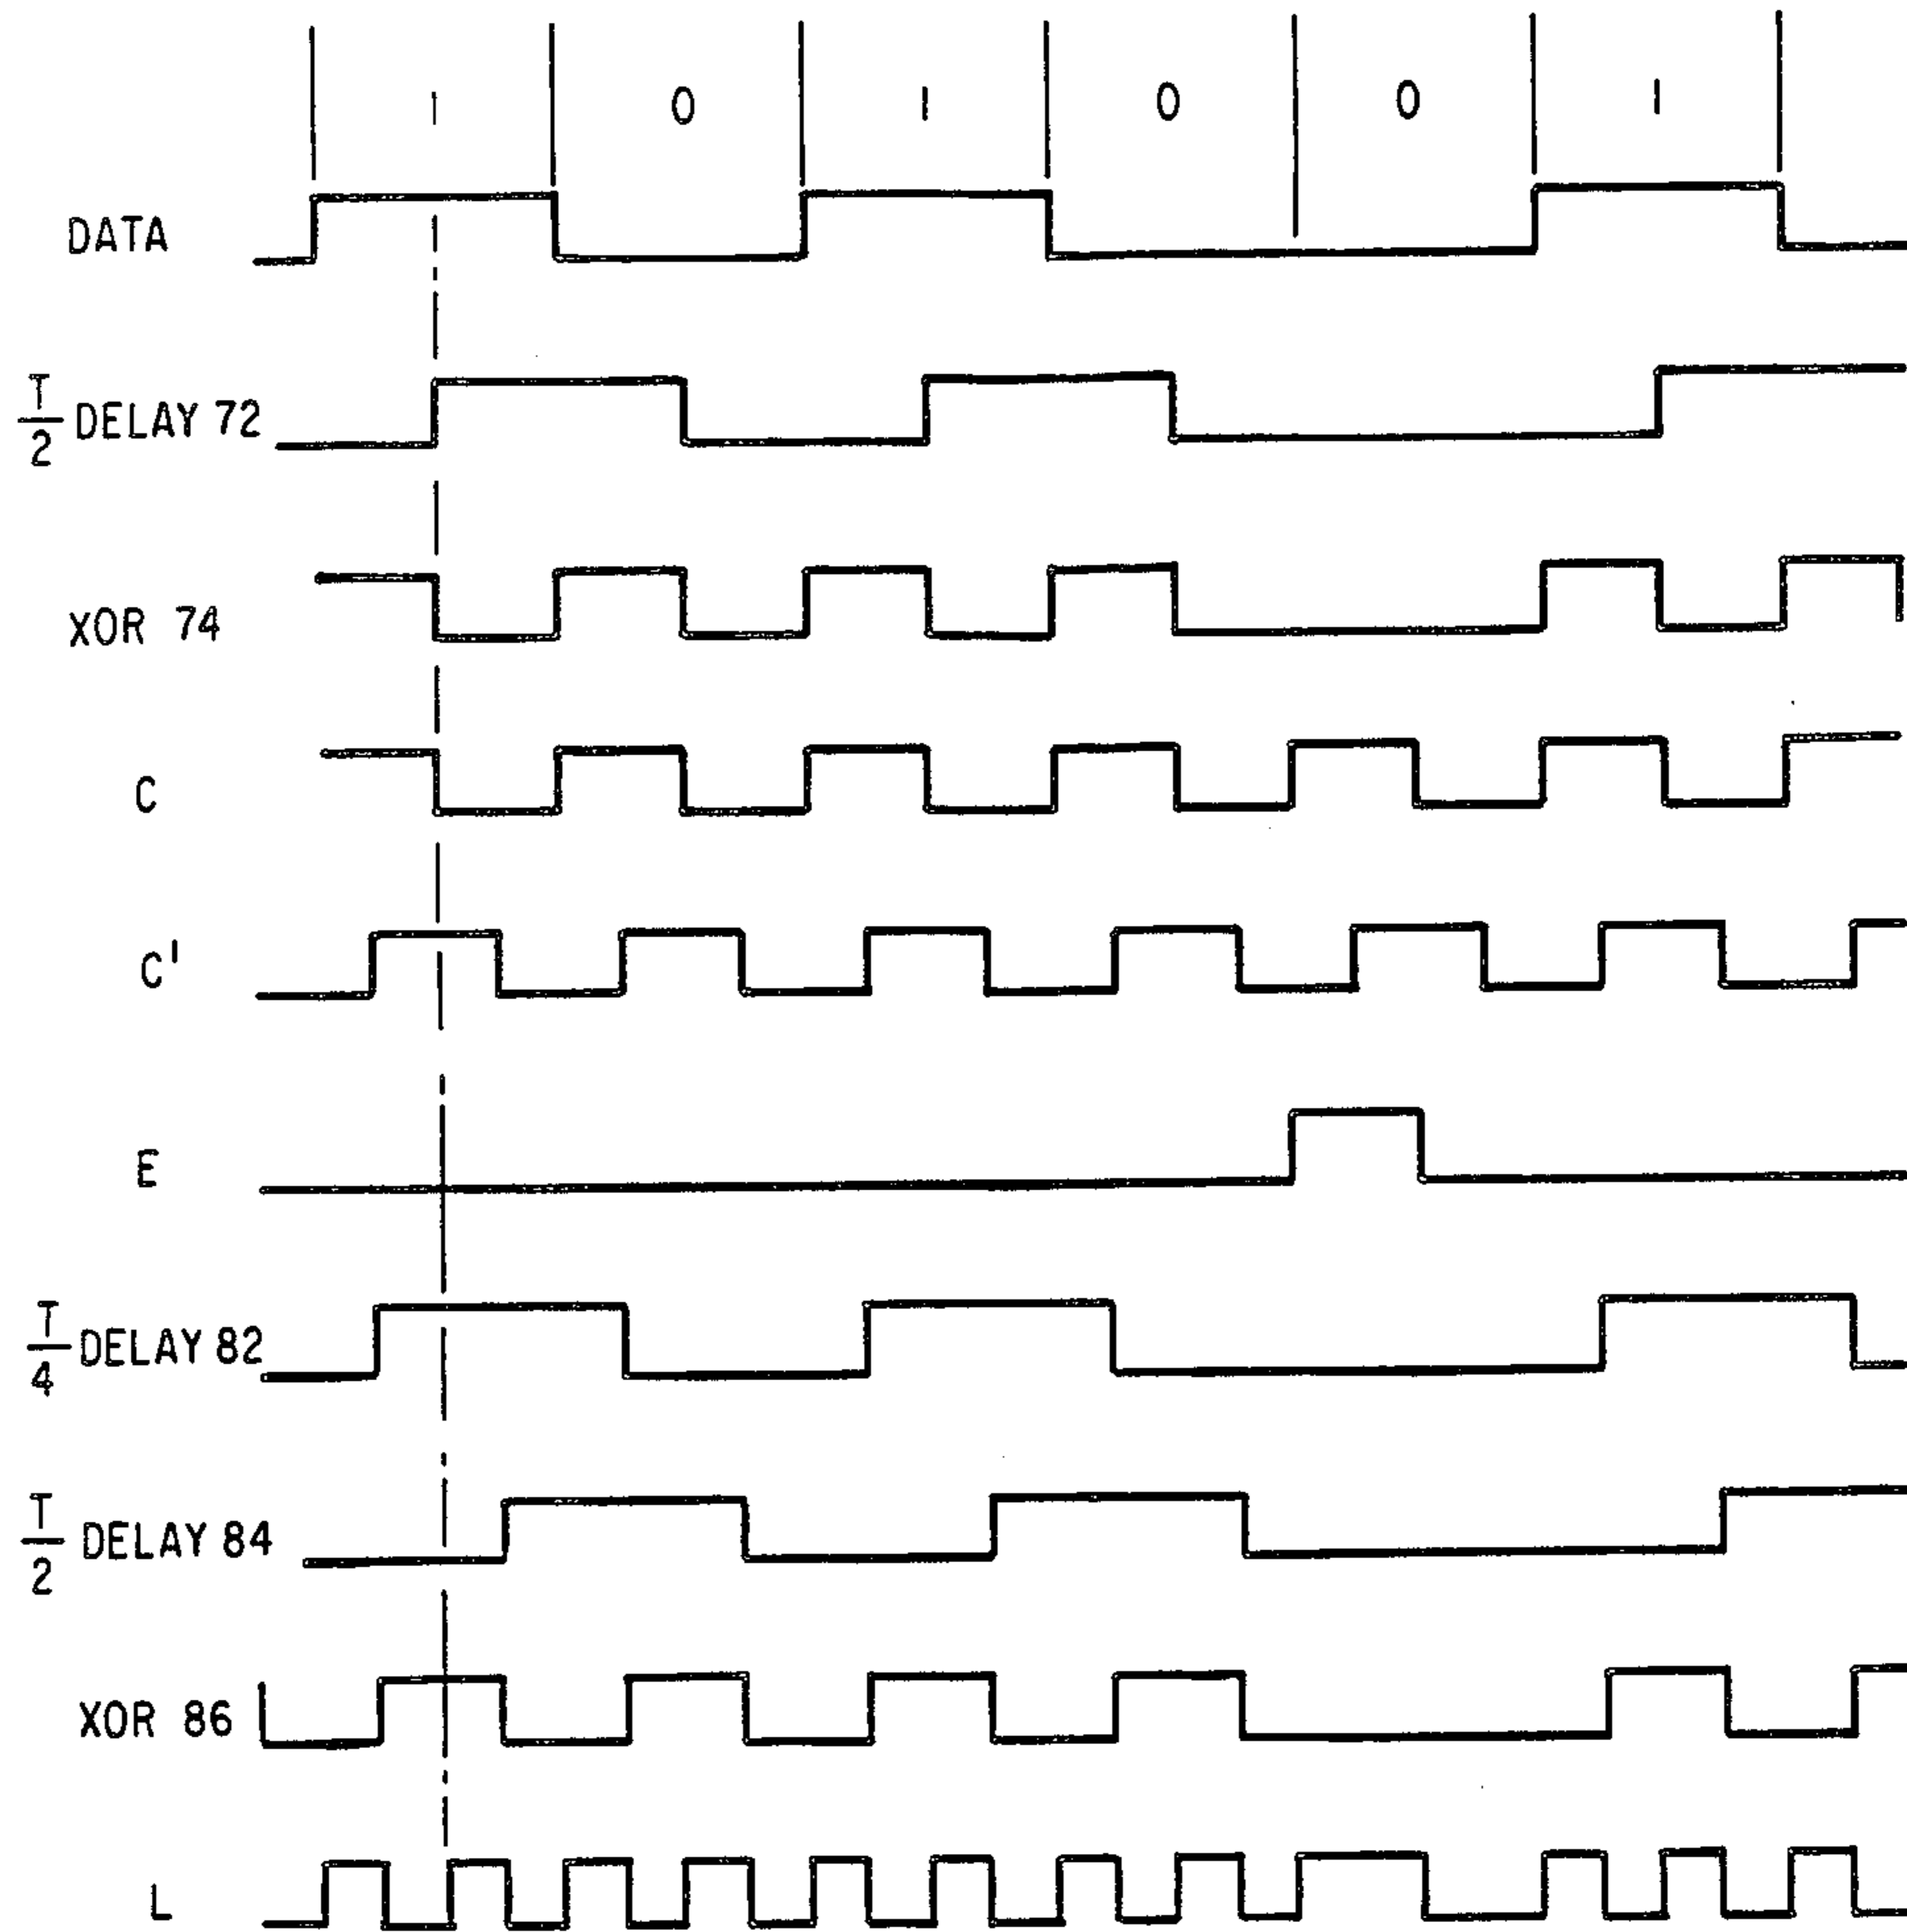 1 0 1 0 0 1
DATA
T/2 DELAY 72
XOR 74
C
C'
E
T/4 DELAY 82
T/2 DELAY 84
XOR 86
L